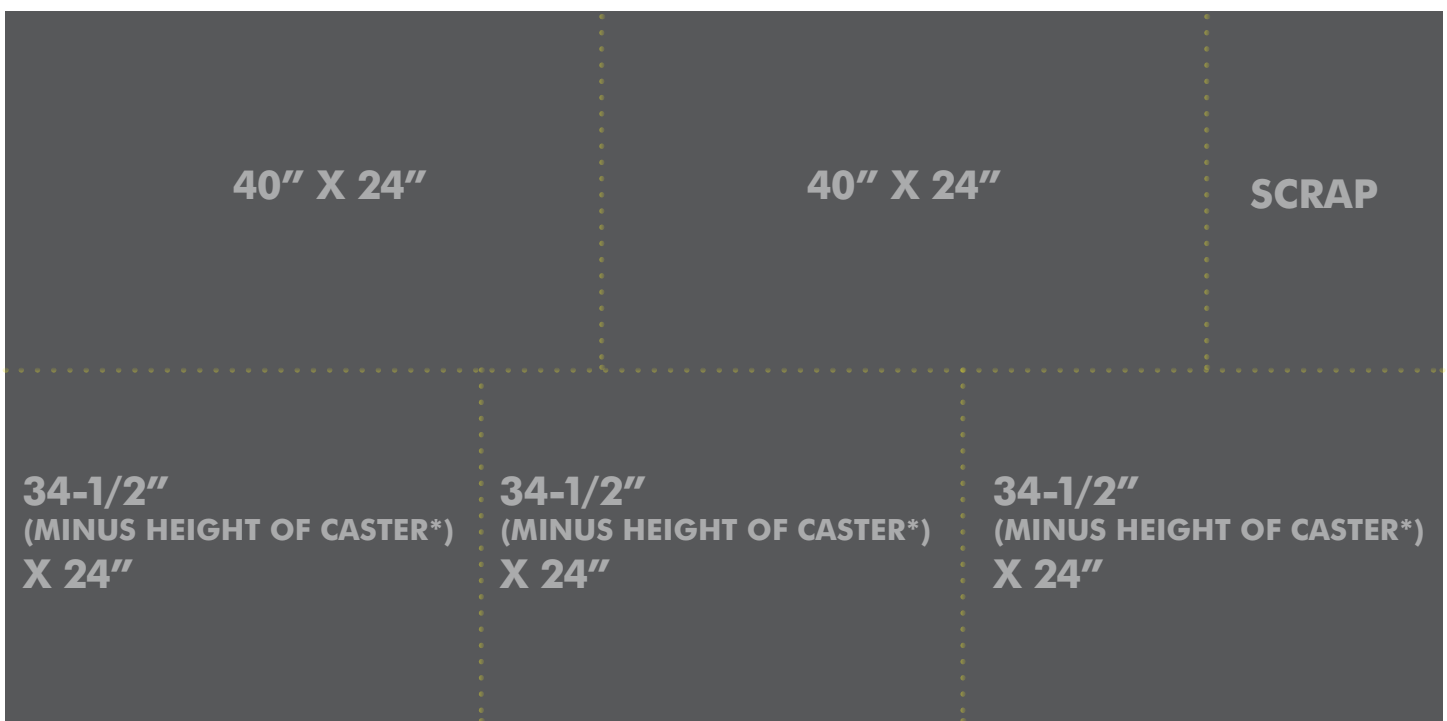 40″ X 24″
40″ X 24″
SCRAP
34-1/2″
(MINUS HEIGHT OF CASTER*)
X 24″
34-1/2″
(MINUS HEIGHT OF CASTER*)
X 24″
34-1/2″
(MINUS HEIGHT OF CASTER*)
X 24″